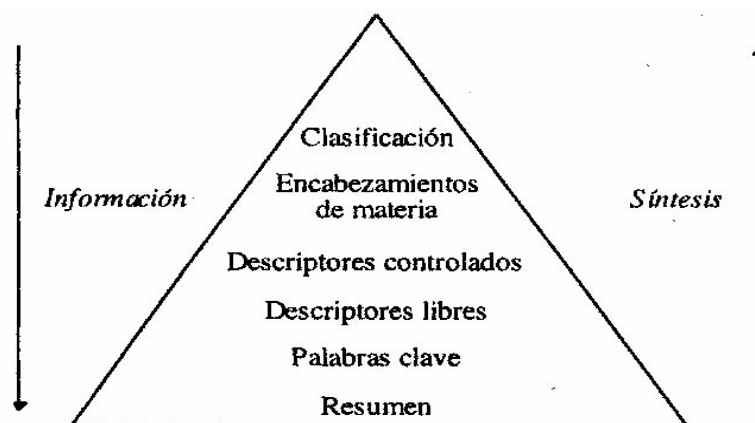 Clasificación
Encabezamientos
de materia
Información
Síntesis
Descriptores controlados
Descriptores libres
Palabras clave
Resumen